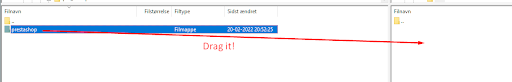 Filnavn Filstørrelse Filtype Sidst ændret Filnavn
.. ..
prestashop Filmappe 20-02-2022 20:52:25
Drag it!